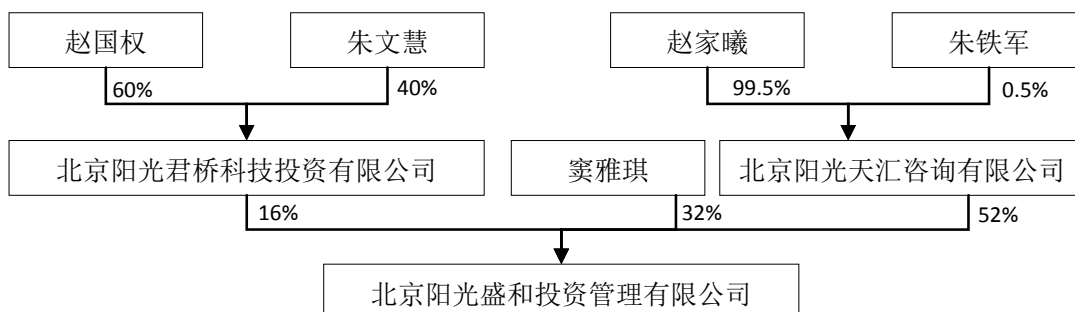 赵国权 朱文慧 赵家曦 朱铁军
60% 40% 99.5% 0.5%
北京阳光君桥科技投资有限公司 窦雅琪 北京阳光天汇咨询有限公司
16% 32% 52%
北京阳光盛和投资管理有限公司